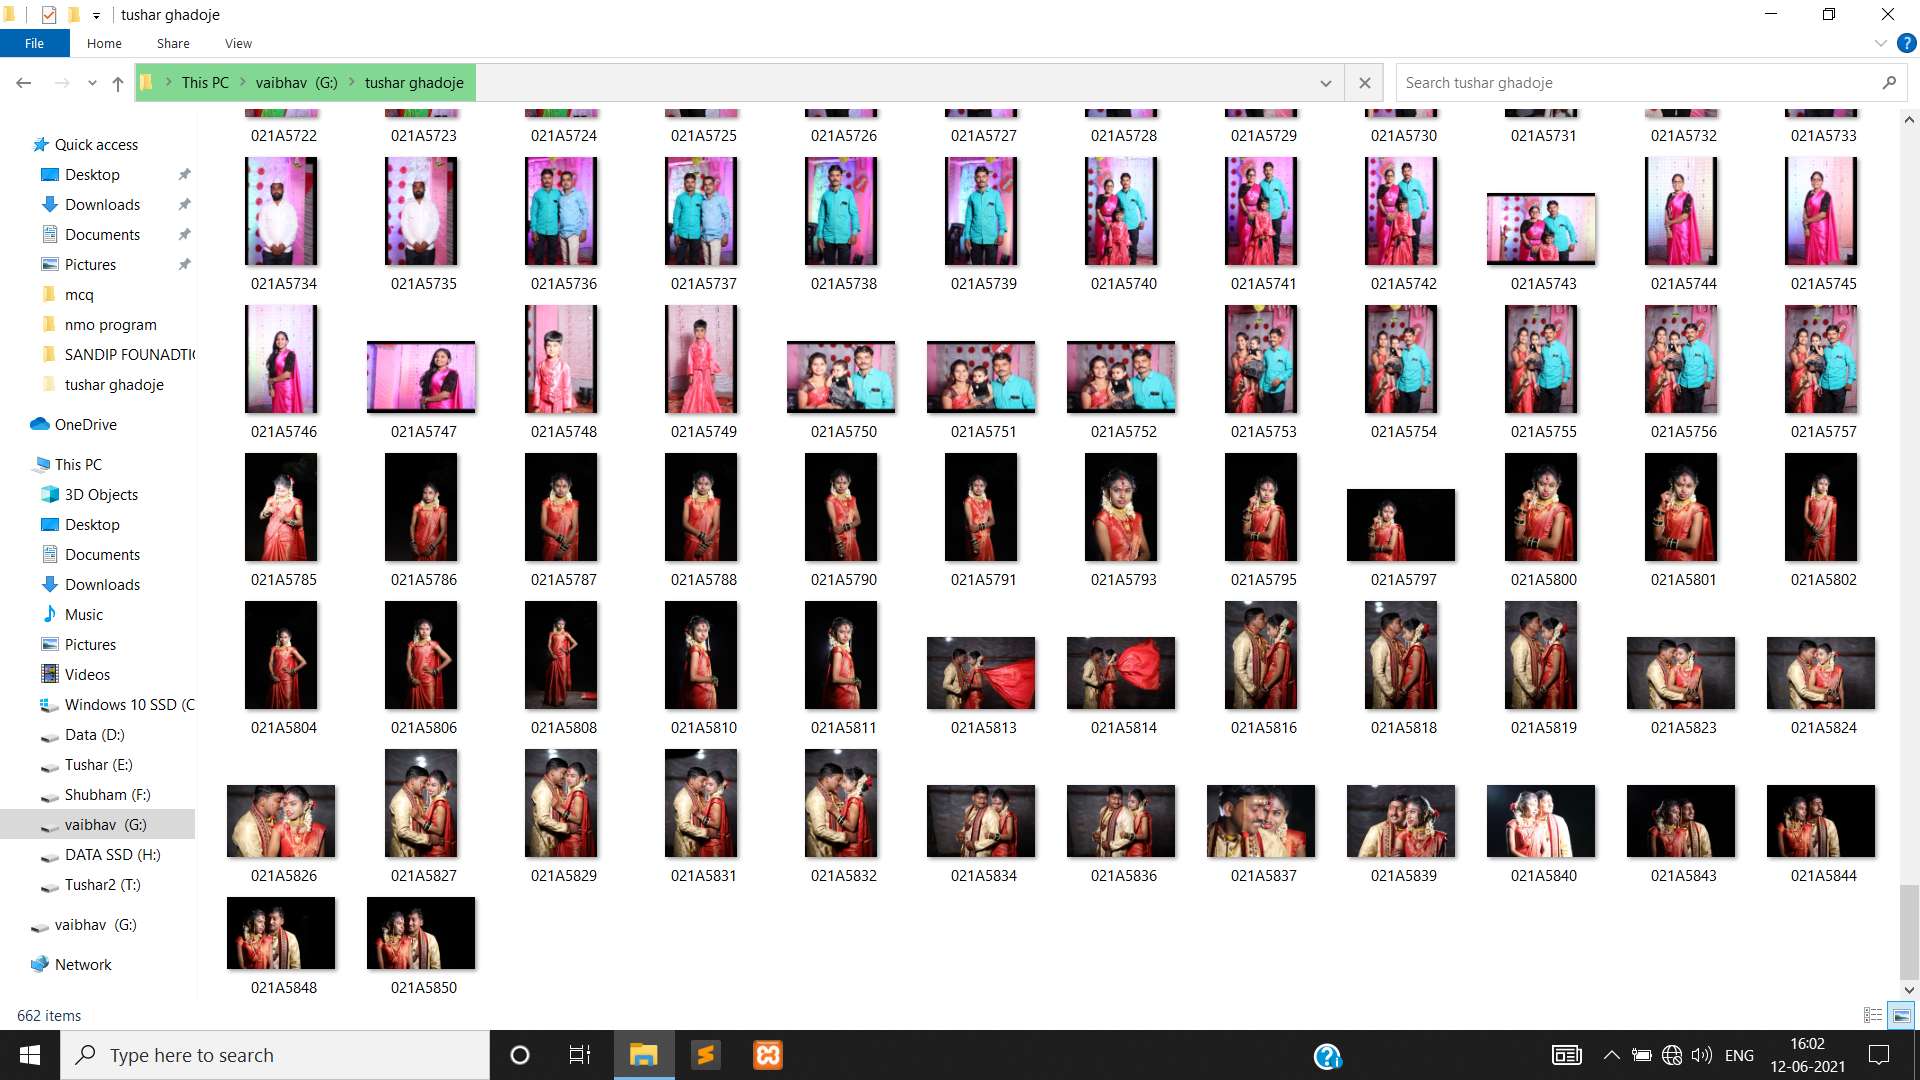 tushar ghadoje
File Home Share View
This PC vaibhav (G:) tushar ghadoje
Search tushar ghadoje
Quick access
Desktop
Downloads
Documents
Pictures
mcq
nmo program
SANDIP FOUNADTIO
tushar ghadoje
OneDrive
This PC
3D Objects
Desktop
Documents
Downloads
Music
Pictures
Videos
Windows 10 SSD (C
Data (D:)
Tushar (E:)
Shubham (F:)
vaibhav (G:)
DATA SSD (H:)
Tushar2 (T:)
vaibhav (G:)
Network
021A5722 021A5723 021A5724 021A5725 021A5726 021A5727 021A5728 021A5729 021A5730 021A5731 021A5732 021A5733
021A5734 021A5735 021A5736 021A5737 021A5738 021A5739 021A5740 021A5741 021A5742 021A5743 021A5744 021A5745
021A5746 021A5747 021A5748 021A5749 021A5750 021A5751 021A5752 021A5753 021A5754 021A5755 021A5756 021A5757
021A5785 021A5786 021A5787 021A5788 021A5790 021A5791 021A5793 021A5795 021A5797 021A5800 021A5801 021A5802
021A5804 021A5806 021A5808 021A5810 021A5811 021A5813 021A5814 021A5816 021A5818 021A5819 021A5823 021A5824
021A5826 021A5827 021A5829 021A5831 021A5832 021A5834 021A5836 021A5837 021A5839 021A5840 021A5843 021A5844
021A5848 021A5850
662 items
Type here to search
ENG
16:02
12-06-2021